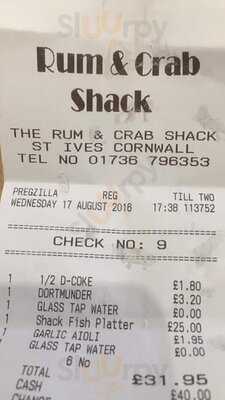 Rum & Crab
Shack
THE RUM & CRAB SHACK
ST IVES CORNWALL
TEL NO 01736 796353
PREGZILLA REG TILL TWO
WEDNESDAY 17 AUGUST 2016 17:38 113752
CHECK NO: 9
1 1/2 D-COKE £1.80
1 DORTMUNDER £3.20
1 GLASS TAP WATER £0.00
1 Shack Fish Platter £25.00
1 GARLIC AIOLI £1.95
1 GLASS TAP WATER £0.00
6 No
TOTAL £31.95
CASH £40.00
CHANGE